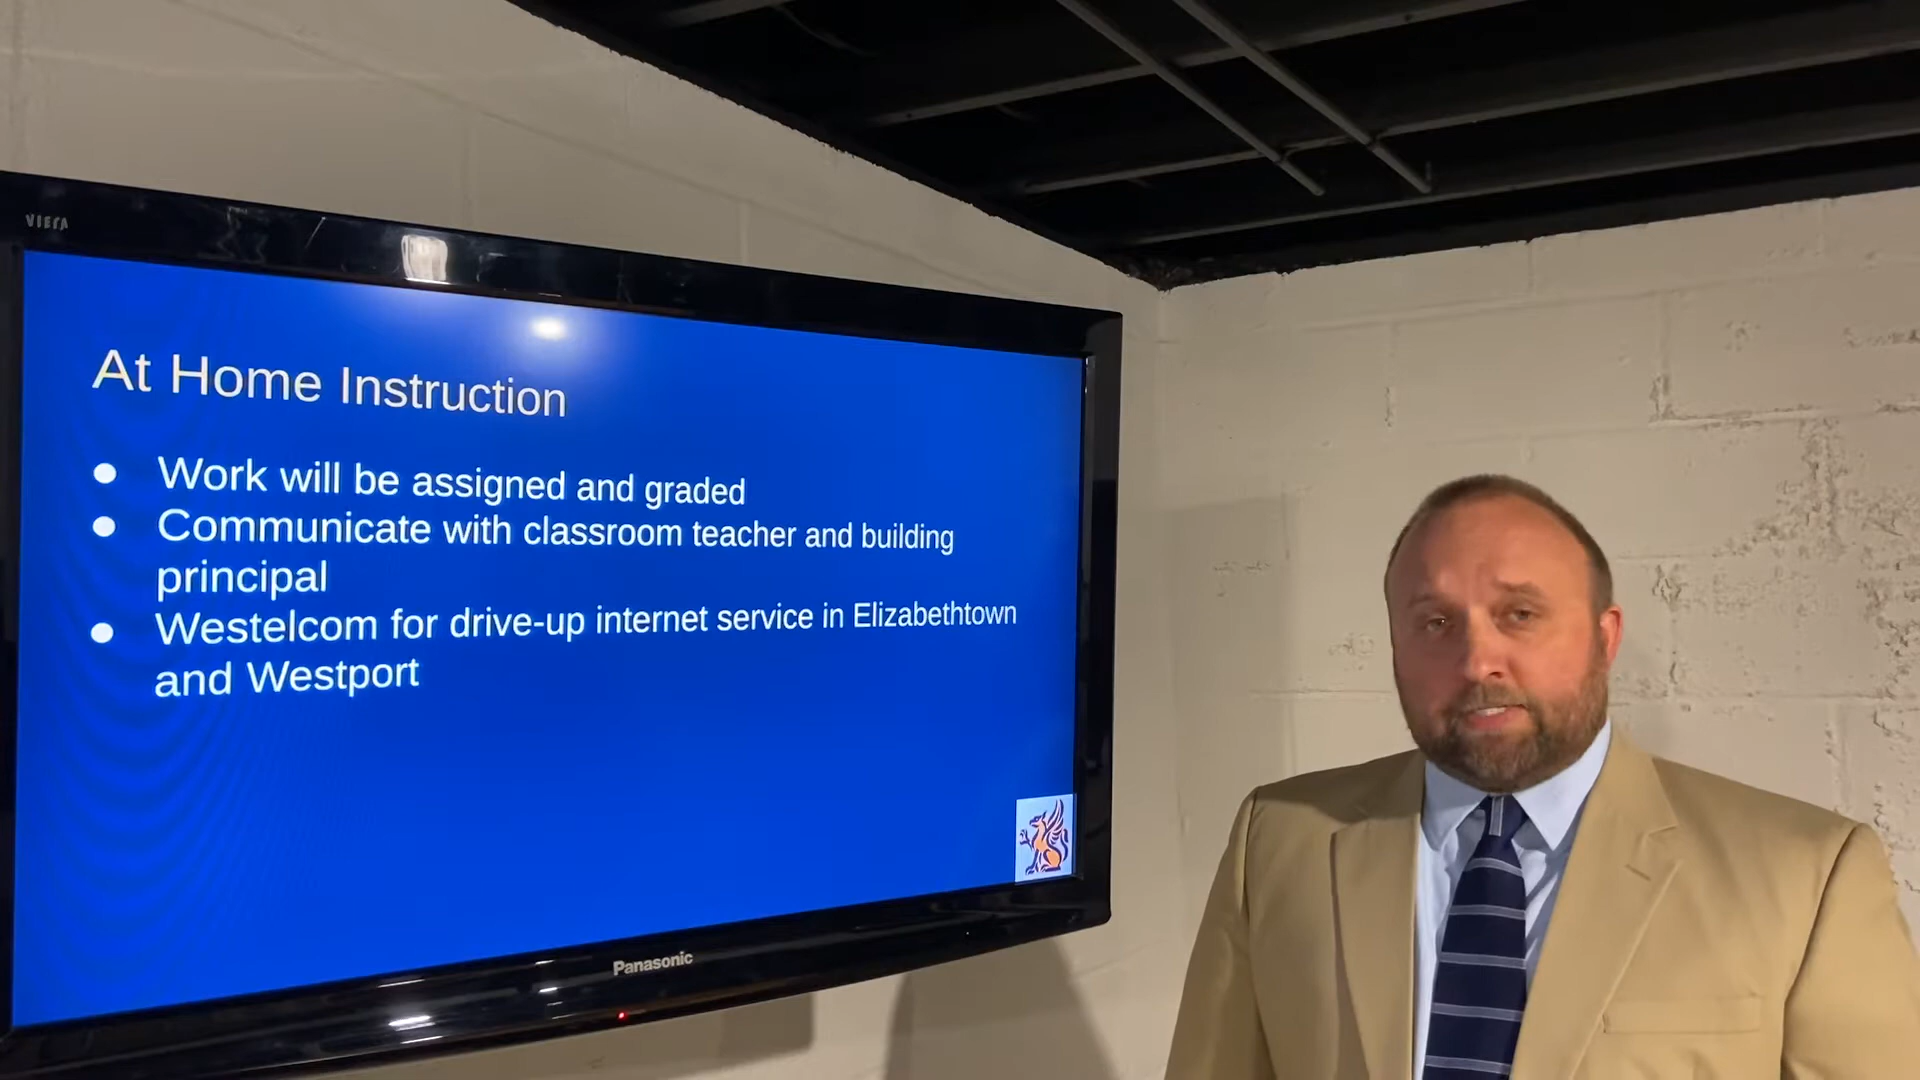 VIERA
At Home Instruction
● Work will be assigned and graded
● Communicate with classroom teacher and building
principal
● Westelcom for drive-up internet service in Elizabethtown
and Westport
Panasonic